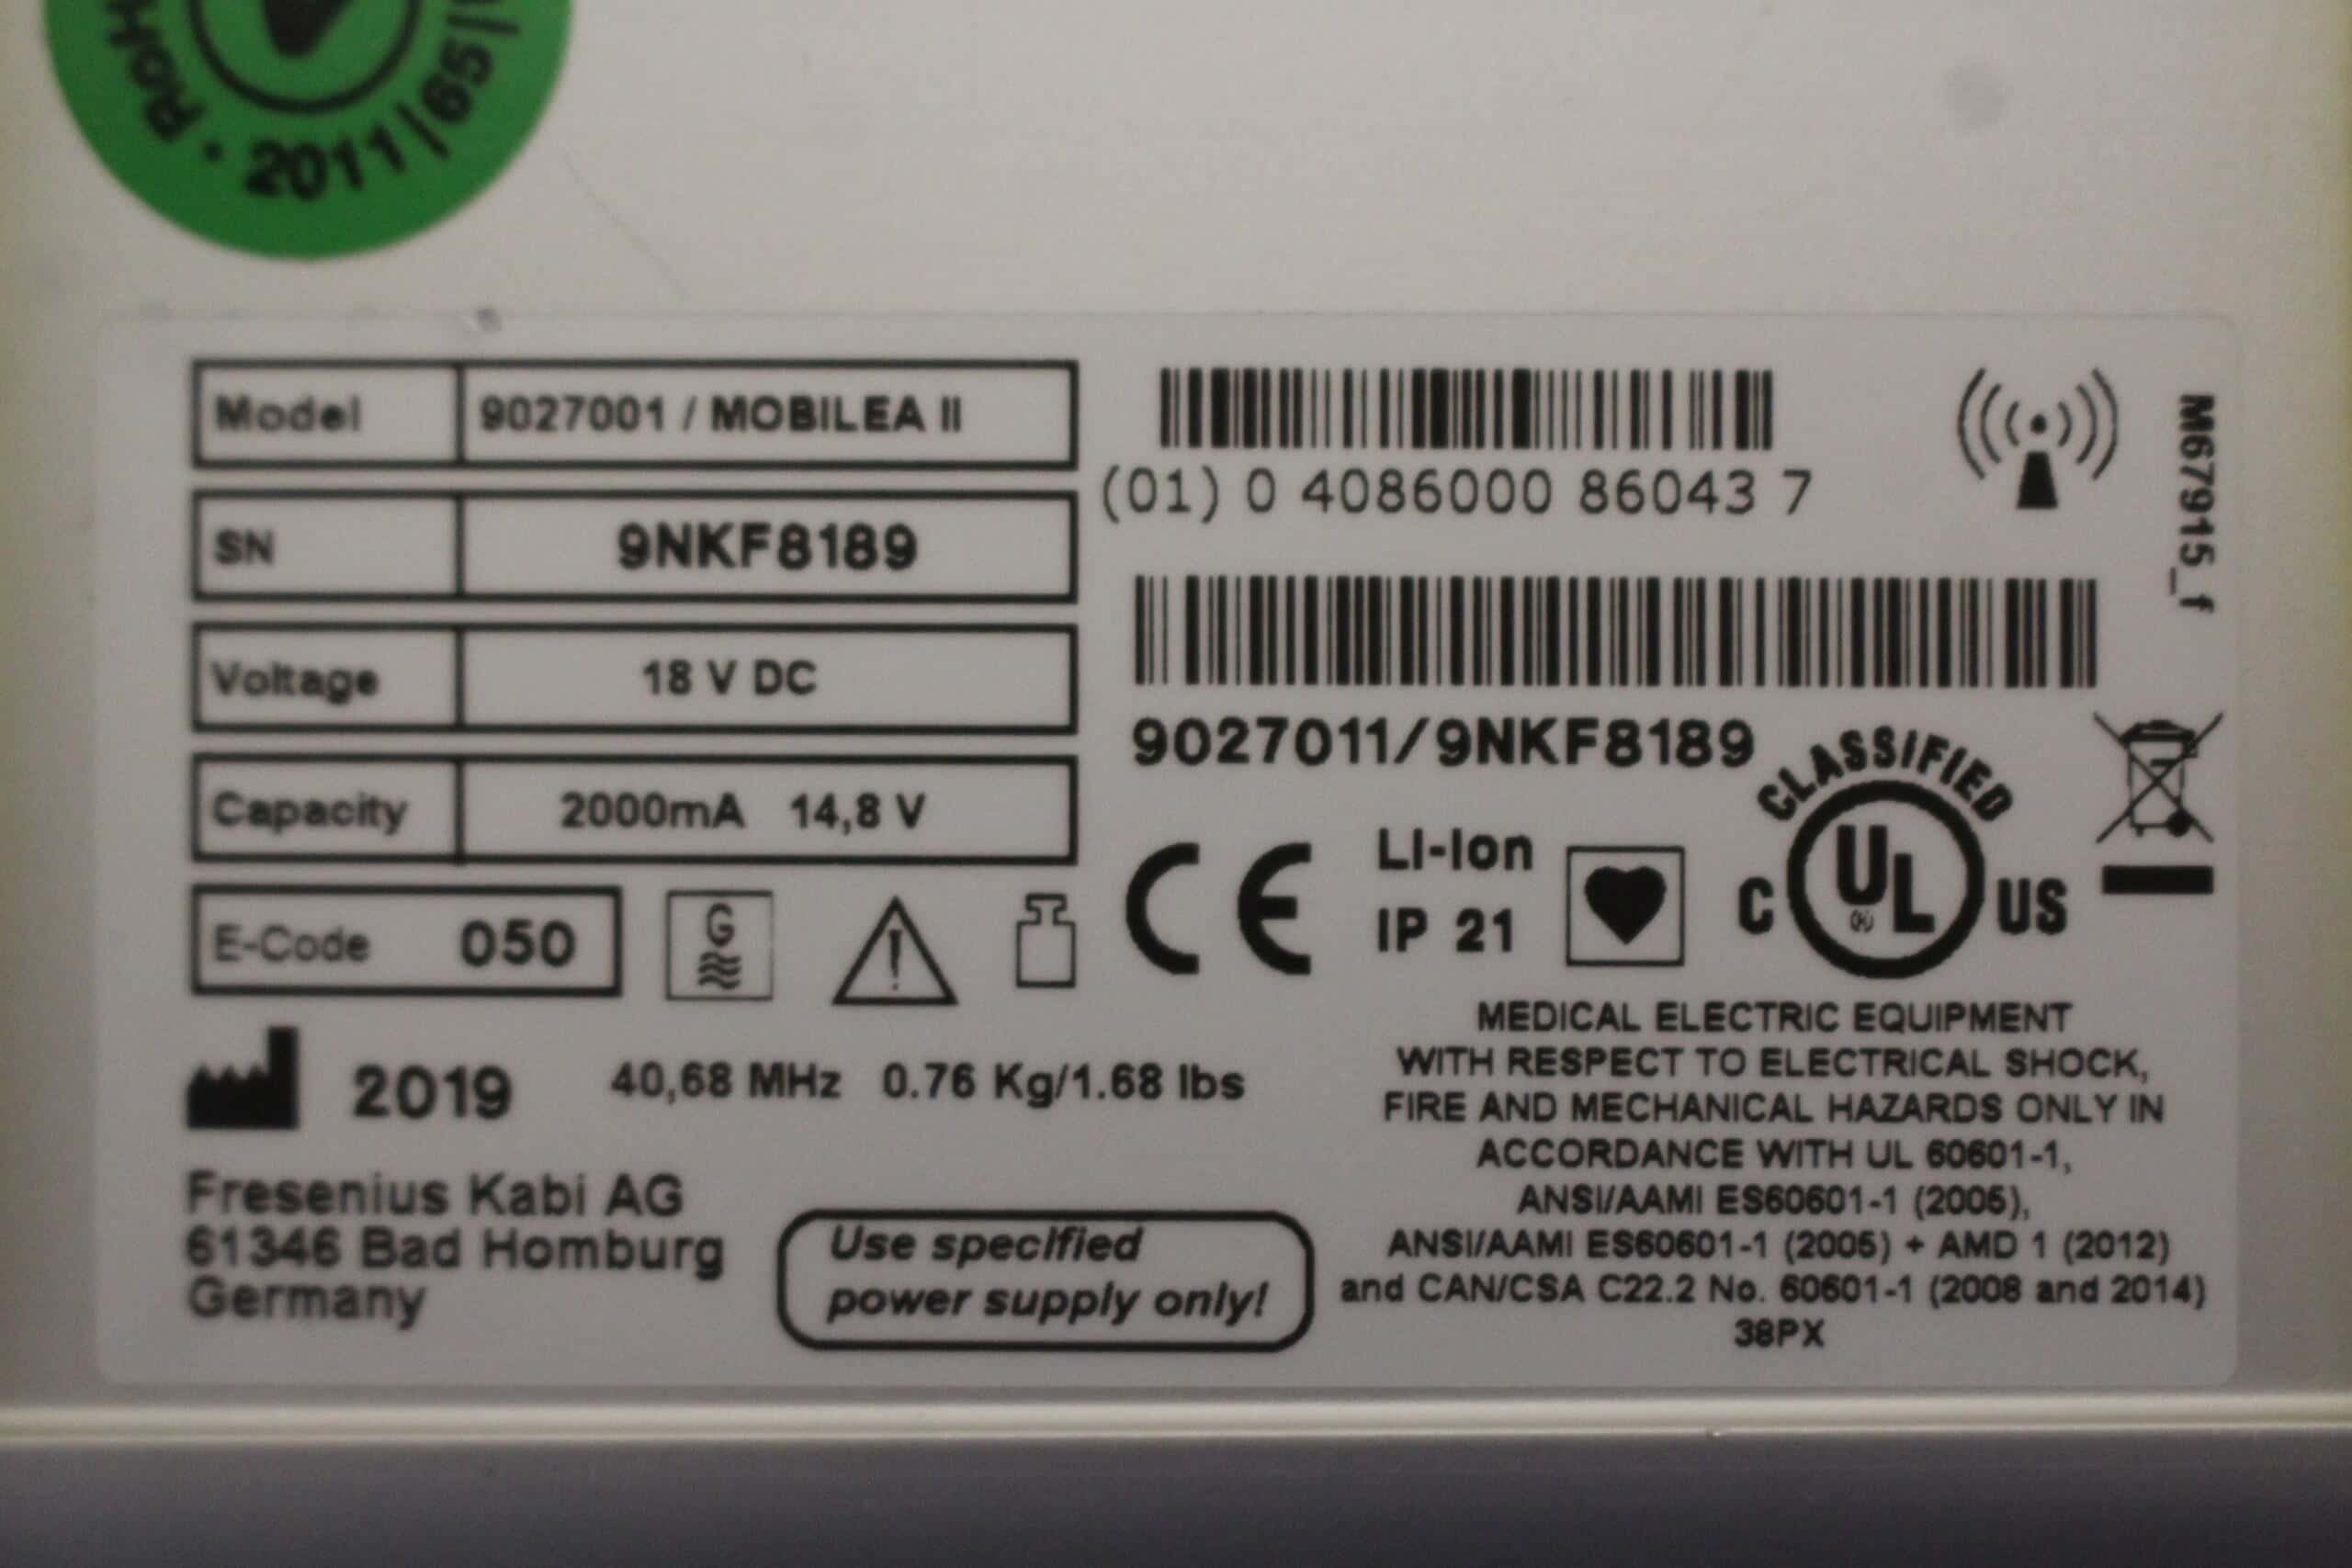 RoH
· 2011/65/
Model 9027001 / MOBILEA II
SN 9NKF8189
Voltage 18 V DC
Capacity 2000mA 14,8 V
E-Code 050
G
2019 40,68 MHz 0.76 Kg/1.68 lbs
Fresenius Kabi AG
61346 Bad Homburg
Germany
Use specified
power supply only!
(01) 0 4086000 86043 7
M67915_f
9027011/9NKF8189
CE
LI-Ion
IP 21
CLASSIFIED
C UL ® US
MEDICAL ELECTRIC EQUIPMENT
WITH RESPECT TO ELECTRICAL SHOCK,
FIRE AND MECHANICAL HAZARDS ONLY IN
ACCORDANCE WITH UL 60601-1,
ANSI/AAMI ES60601-1 (2005),
ANSI/AAMI ES60601-1 (2005) + AMD 1 (2012)
and CAN/CSA C22.2 No. 60601-1 (2008 and 2014)
38PX